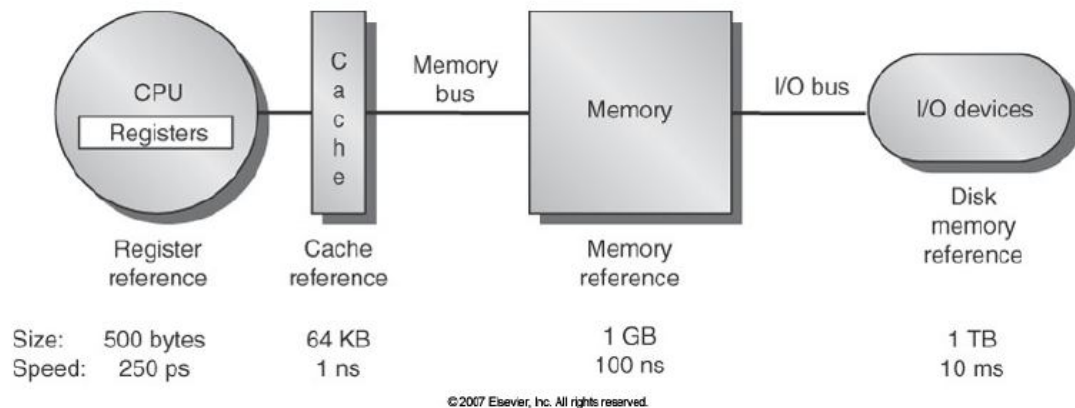 CPU
Registers
C
a
c
h
e
Memory
bus
Memory
I/O bus
I/O devices
Register
reference
Cache
reference
Memory
reference
Disk
memory
reference
Size: 500 bytes 64 KB 1 GB 1 TB
Speed: 250 ps 1 ns 100 ns 10 ms
©2007 Elsevier, Inc. All rights reserved.